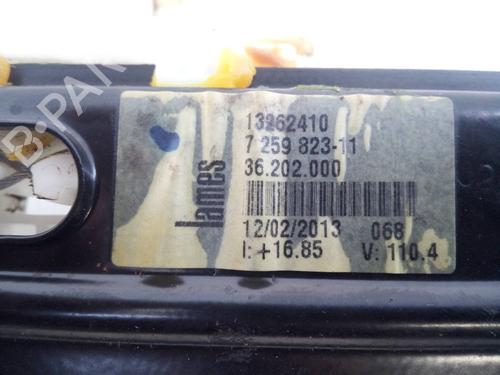 13262410
7 259 823-11
36.202.000
lames
12/02/2013 068
I: +16.85 V: 110.4
B-PARTS